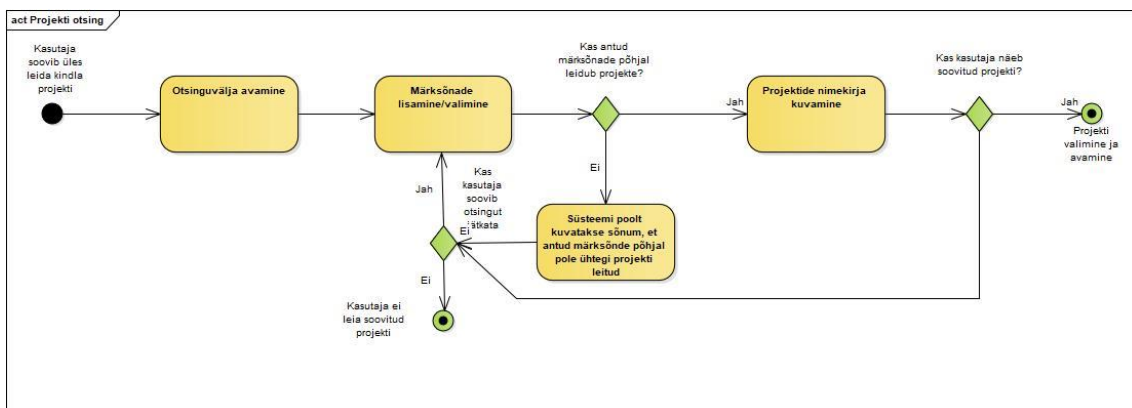 act Projekti otsing
Kasutaja
soovib üles
leida kindla
projekti
Otsinguvälja avamine
Märksõnade
lisamine/valimine
Kas antud
märksõnade põhjal
leidub projekte?
Jah
Projektide nimekirja
kuvamine
Kas kasutaja näeb
soovitud projekti?
Jah
Projekti
valimine ja
avamine
Ei
Süsteemi poolt
kuvatakse sõnum, et
antud märksõnde põhjal
pole ühtegi projekti
leitud
Jah
Kas
kasutaja
soovib
otsingut
jätkata
Ei
Ei
Kasutaja ei
leia soovitud
projekti